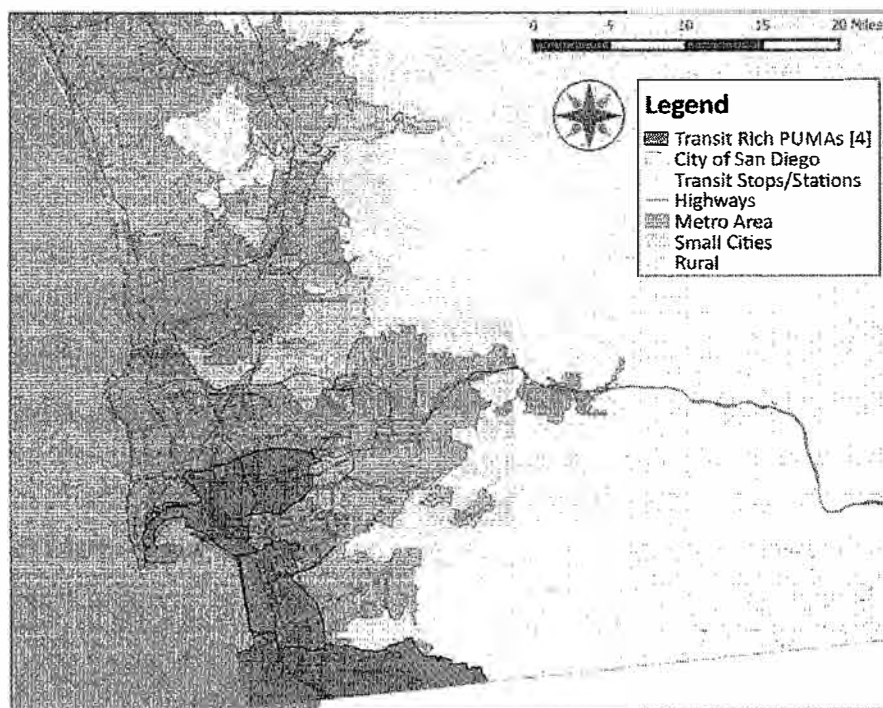 0 5 10 15 20 Miles
Legend
Transit Rich PUMAs [4]
City of San Diego
Transit Stops/Stations
Highways
Metro Area
Small Cities
Rural